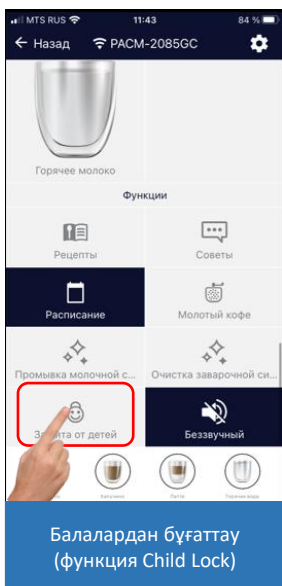 MTS RUS 11:43 84 %
← Назад PACM-2085GC
Горячее молоко
Функции
Рецепты Советы
Расписание Молотый кофе
Промывка молочной с... Очистка заварочной си...
Защита от детей Беззвучный
Капучино Латте Горячая вода
Балалардан бұғаттау
(функция Child Lock)